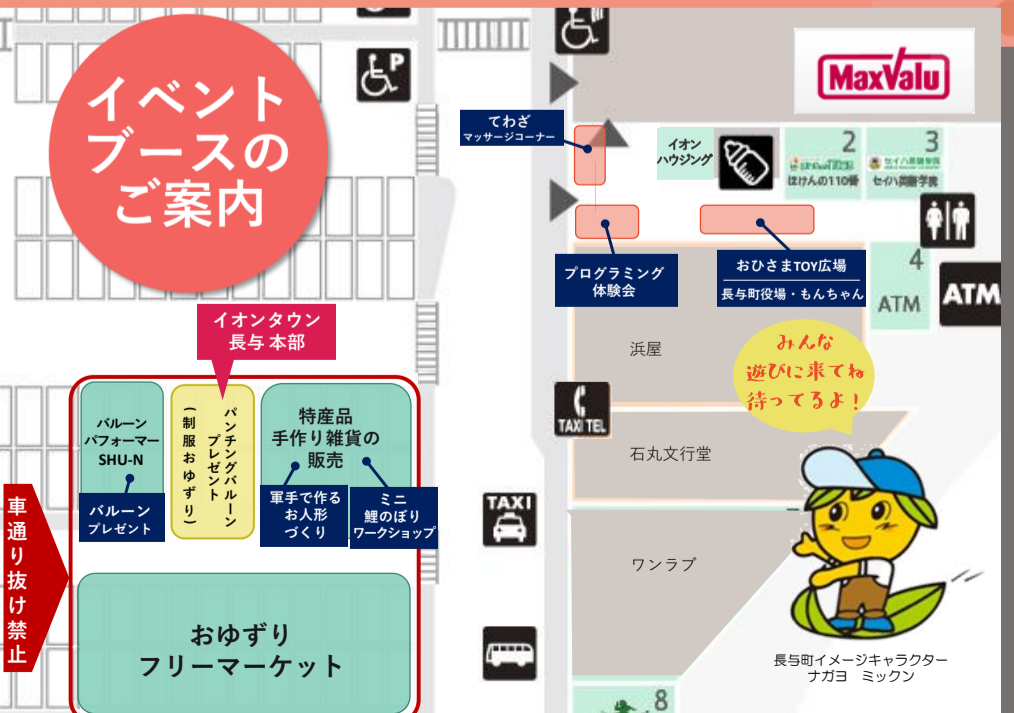 イベント
ブースの
ご案内
P
MaxValu
てわざ
マッサージコーナー
イオン
ハウジング
2
ほけんの110番
3
セイハ英語学院
プログラミング
体験会
おひさまTOY広場
長与町役場・もんちゃん
4
ATM
ATM
イオンタウン
長与 本部
浜屋
みんな
遊びに来てね
待ってるよ!
TAXI TEL
石丸文行堂
バルーン
パフォーマー
SHU-N
バルーン
プレゼント
パンチングバルーン
プレゼント
(制服おゆずり)
特産品
手作り雑貨の
販売
軍手で作る
お人形
づくり
ミニ
鯉のぼり
ワークショップ
車通り抜け禁止
TAXI
ワンラブ
おゆずり
フリーマーケット
長与町イメージキャラクター
ナガヨ ミックン
8